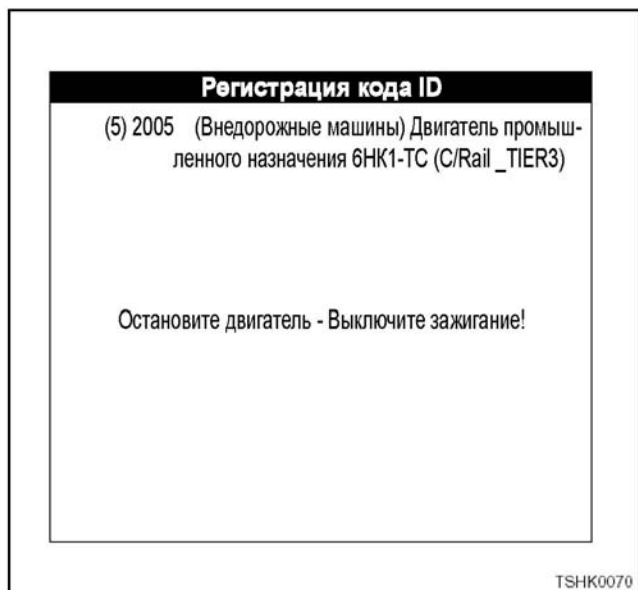 Регистрация кода ID
(5) 2005 (Внедорожные машины) Двигатель промыш-
ленного назначения 6HK1-TC (C/Rail _TIER3)
Остановите двигатель - Выключите зажигание!
TSHK0070